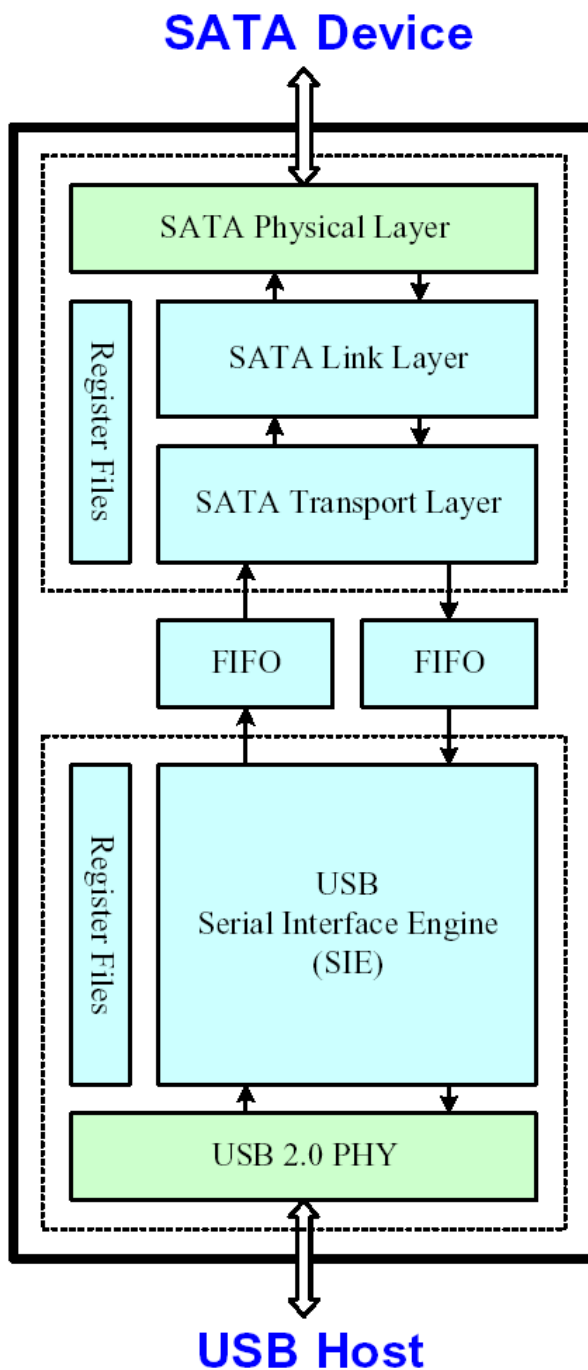 SATA Device
SATA Physical Layer
Register Files
SATA Link Layer
SATA Transport Layer
FIFO
FIFO
Register Files
USB
Serial Interface Engine
(SIE)
USB 2.0 PHY
USB Host